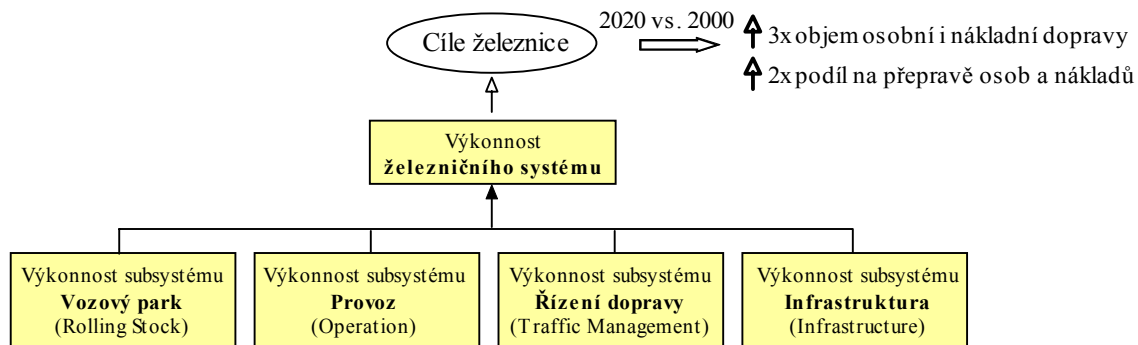 Cíle železnice
2020 vs. 2000
3x objem osobní i nákladní dopravy
2x podíl na přepravě osob a nákladů
Výkonnost
železničního systému
Výkonnost subsystému
Vozový park
(Rolling Stock)
Výkonnost subsystému
Provoz
(Operation)
Výkonnost subsystému
Řízení dopravy
(Traffic Management)
Výkonnost subsystému
Infrastruktura
(Infrastructure)